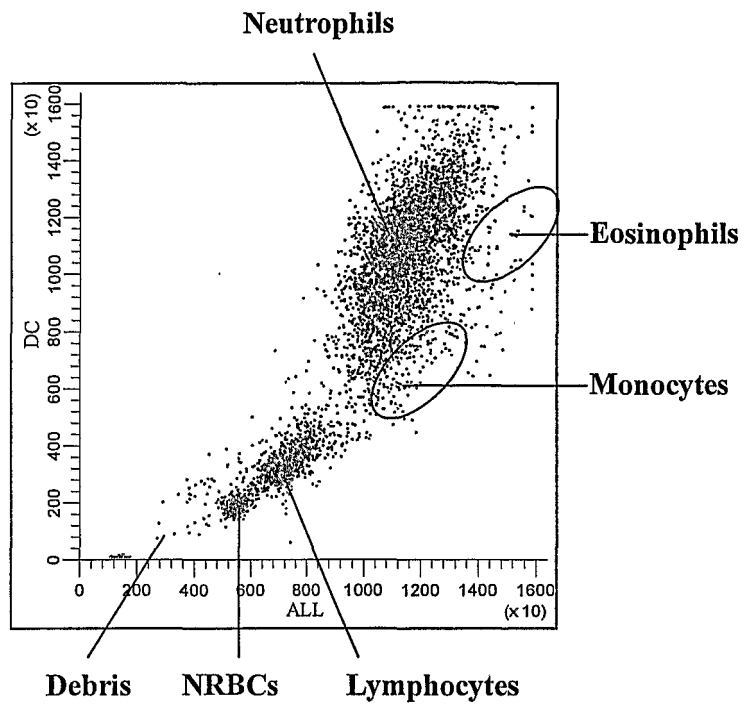 Neutrophils
(x10)
1600
1400
1200
1000
800
600
400
200
0
DC
Eosinophils
Monocytes
0 200 400 600 800 1000 1200 1400 1600
ALL
(x10)
Debris NRBCs Lymphocytes